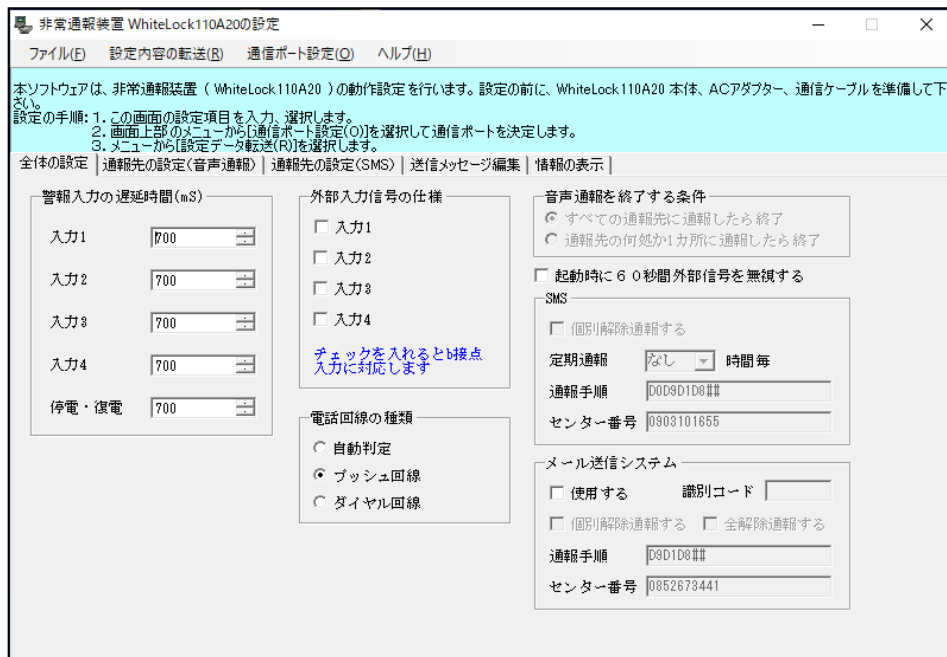 非常通報装置 WhiteLock110A20の設定
ファイル(F) 設定内容の転送(R) 通信ポート設定(O) ヘルプ(H)
本ソフトウェアは、非常通報装置 ( WhiteLock110A20 ) の動作設定を行います。設定の前に、WhiteLock110A20 本体、ACアダプター、通信ケーブルを準備して下
さい。
設定の手順: 1. この画面の設定項目を入力、選択します。
2. 画面上部のメニューから[通信ポート設定(O)]を選択して通信ポートを決定します。
3. メニューから[設定データ転送(R)]を選択します。
全体の設定 通報先の設定(音声通報) 通報先の設定(SMS) 送信メッセージ編集 情報の表示
警報入力の遅延時間(mS)
入力1 700
入力2 700
入力3 700
入力4 700
停電・復電 700
外部入力信号の仕様
入力1
入力2
入力3
入力4
チェックを入れるとb接点
入力に対応します
電話回線の種類
自動判定
プッシュ回線
ダイヤル回線
音声通報を終了する条件
すべての通報先に通報したら終了
通報先の何処か1カ所に通報したら終了
起動時に60秒間外部信号を無視する
SMS
個別解除通報する
定期通報 なし 時間毎
通報手順 D0D9D1D8##
センター番号 0903101655
メール送信システム
使用する 識別コード
個別解除通報する 全解除通報する
通報手順 D9D1D8##
センター番号 0852673441